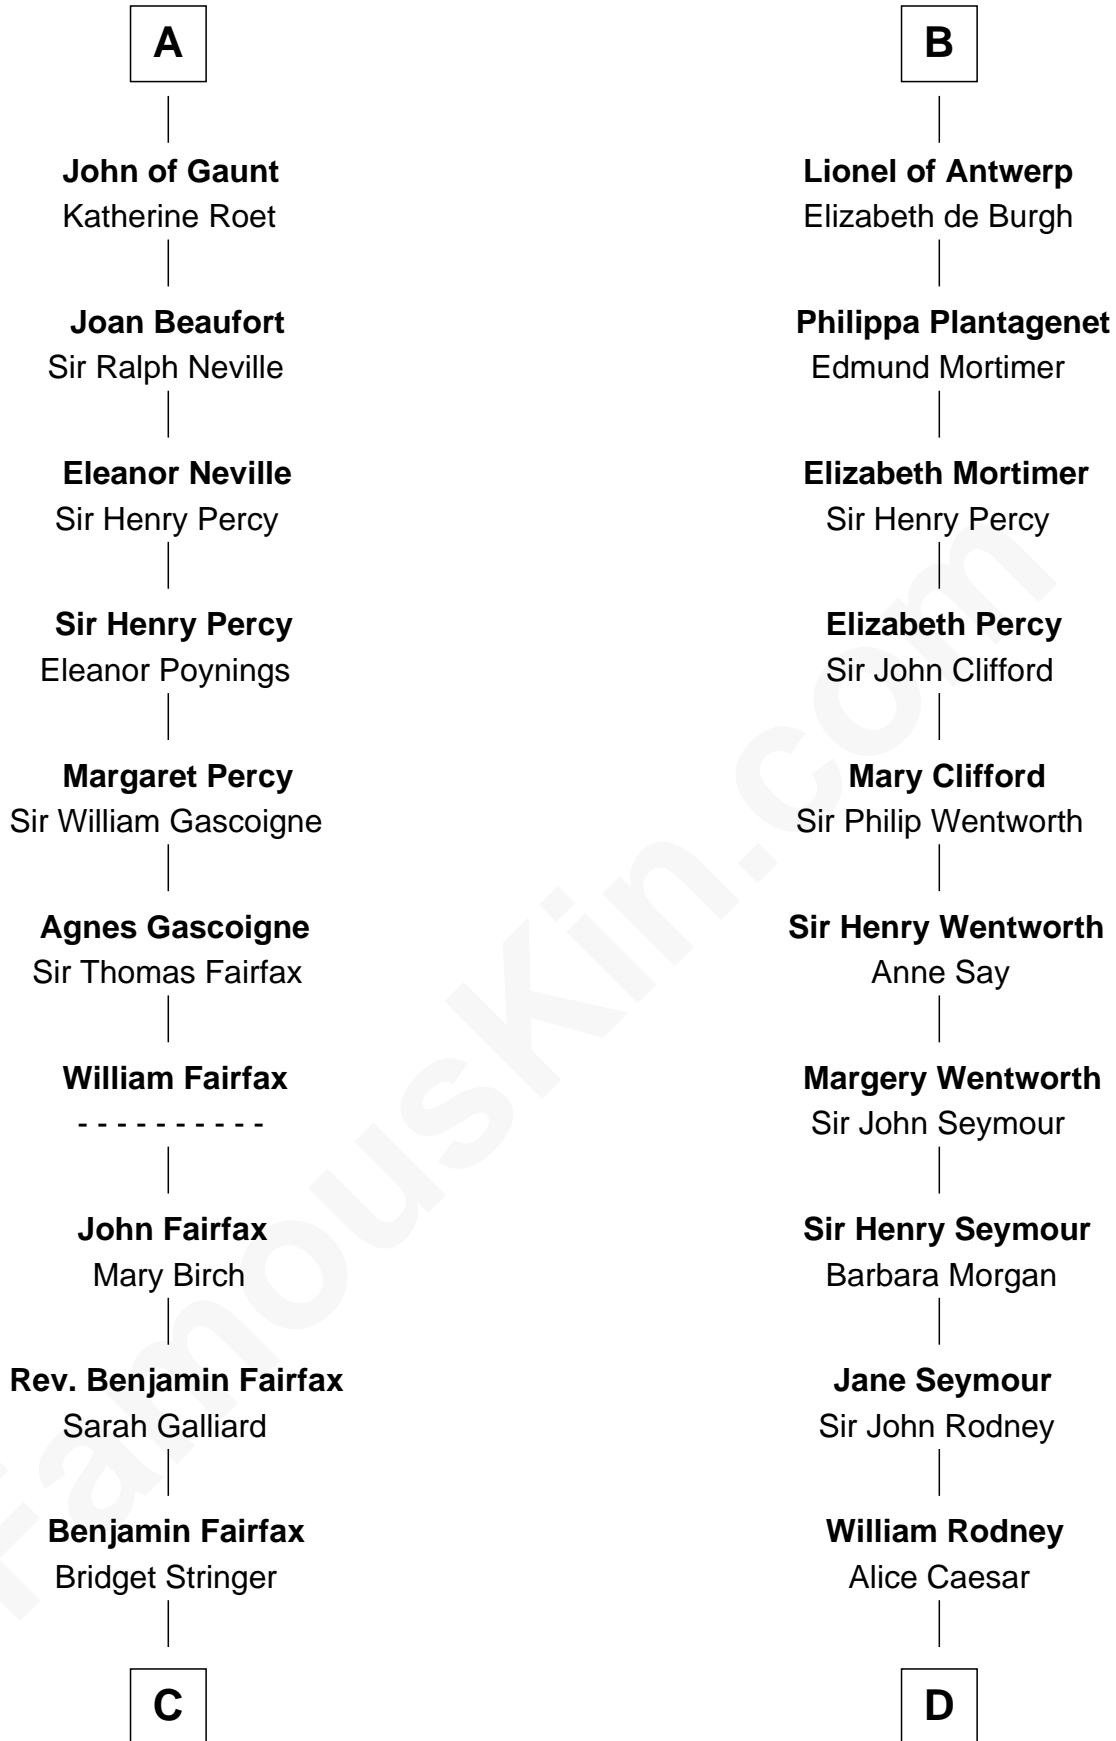 A
John of Gaunt
Katherine Roet
Joan Beaufort
Sir Ralph Neville
Eleanor Neville
Sir Henry Percy
Sir Henry Percy
Eleanor Poynings
Margaret Percy
Sir William Gascoigne
Agnes Gascoigne
Sir Thomas Fairfax
William Fairfax
- - - - - - - - - -
John Fairfax
Mary Birch
Rev. Benjamin Fairfax
Sarah Galliard
Benjamin Fairfax
Bridget Stringer
C
B
Lionel of Antwerp
Elizabeth de Burgh
Philippa Plantagenet
Edmund Mortimer
Elizabeth Mortimer
Sir Henry Percy
Elizabeth Percy
Sir John Clifford
Mary Clifford
Sir Philip Wentworth
Sir Henry Wentworth
Anne Say
Margery Wentworth
Sir John Seymour
Sir Henry Seymour
Barbara Morgan
Jane Seymour
Sir John Rodney
William Rodney
Alice Caesar
D
FamousKin.com